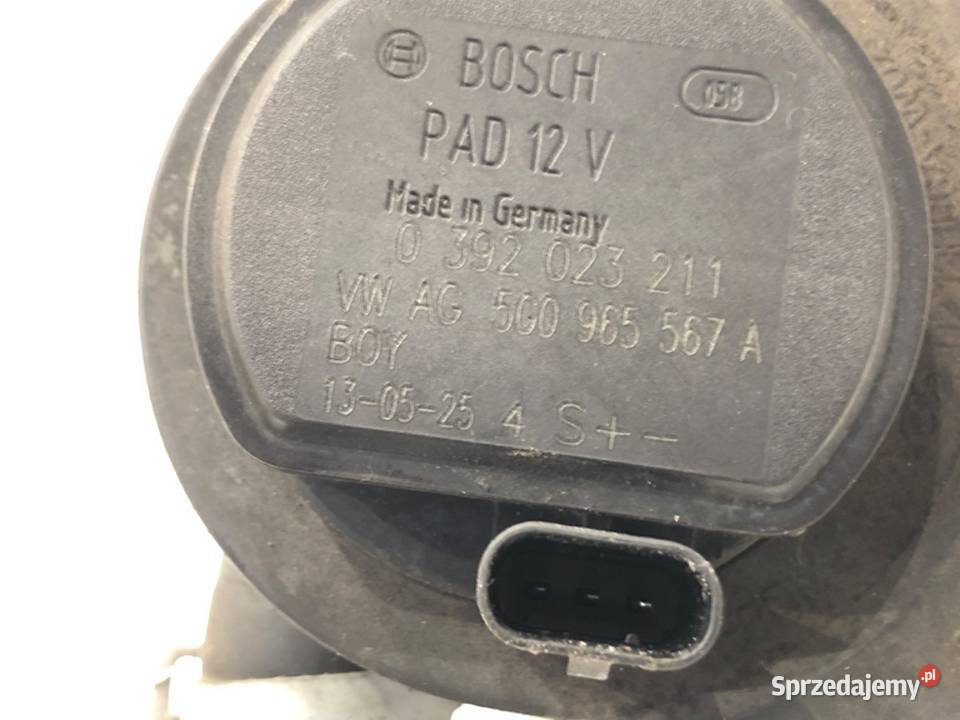 BOSCH
058
PAD 12 V
Made in Germany
0 392 023 211
VW AG 5G0 965 567 A
BOY
13-05-25 4 S+-
Sprzedajemy.pl